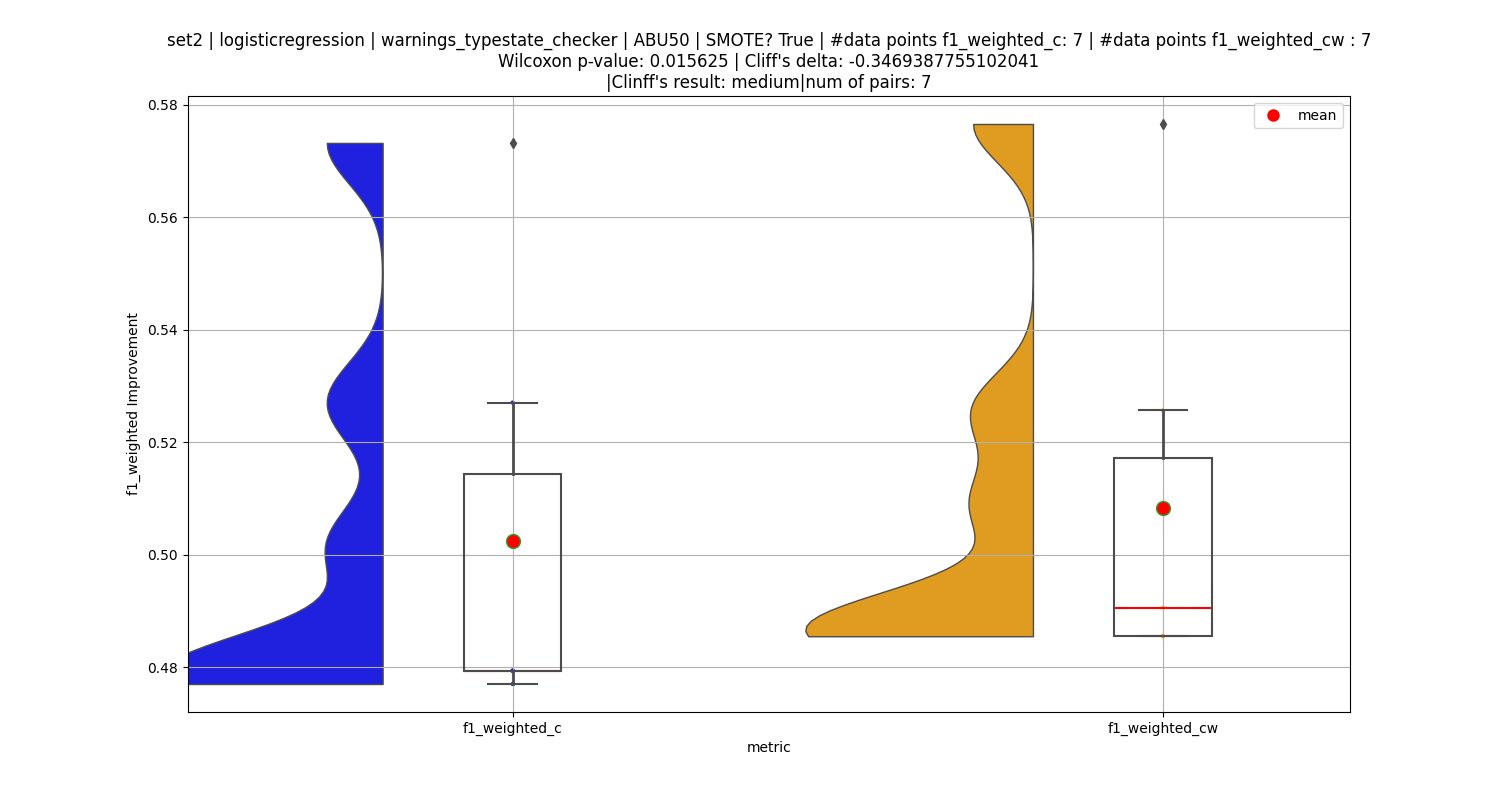 set2 | logisticregression | warnings_typestate_checker | ABU50 | SMOTE? True | #data points f1_weighted_c: 7 | #data points f1_weighted_cw : 7
Wilcoxon p-value: 0.015625 | Cliff's delta: -0.3469387755102041
|Clinff's result: medium|num of pairs: 7
mean
f1_weighted Improvement
0.58
0.56
0.54
0.52
0.50
0.48
f1_weighted_c
f1_weighted_cw
metric